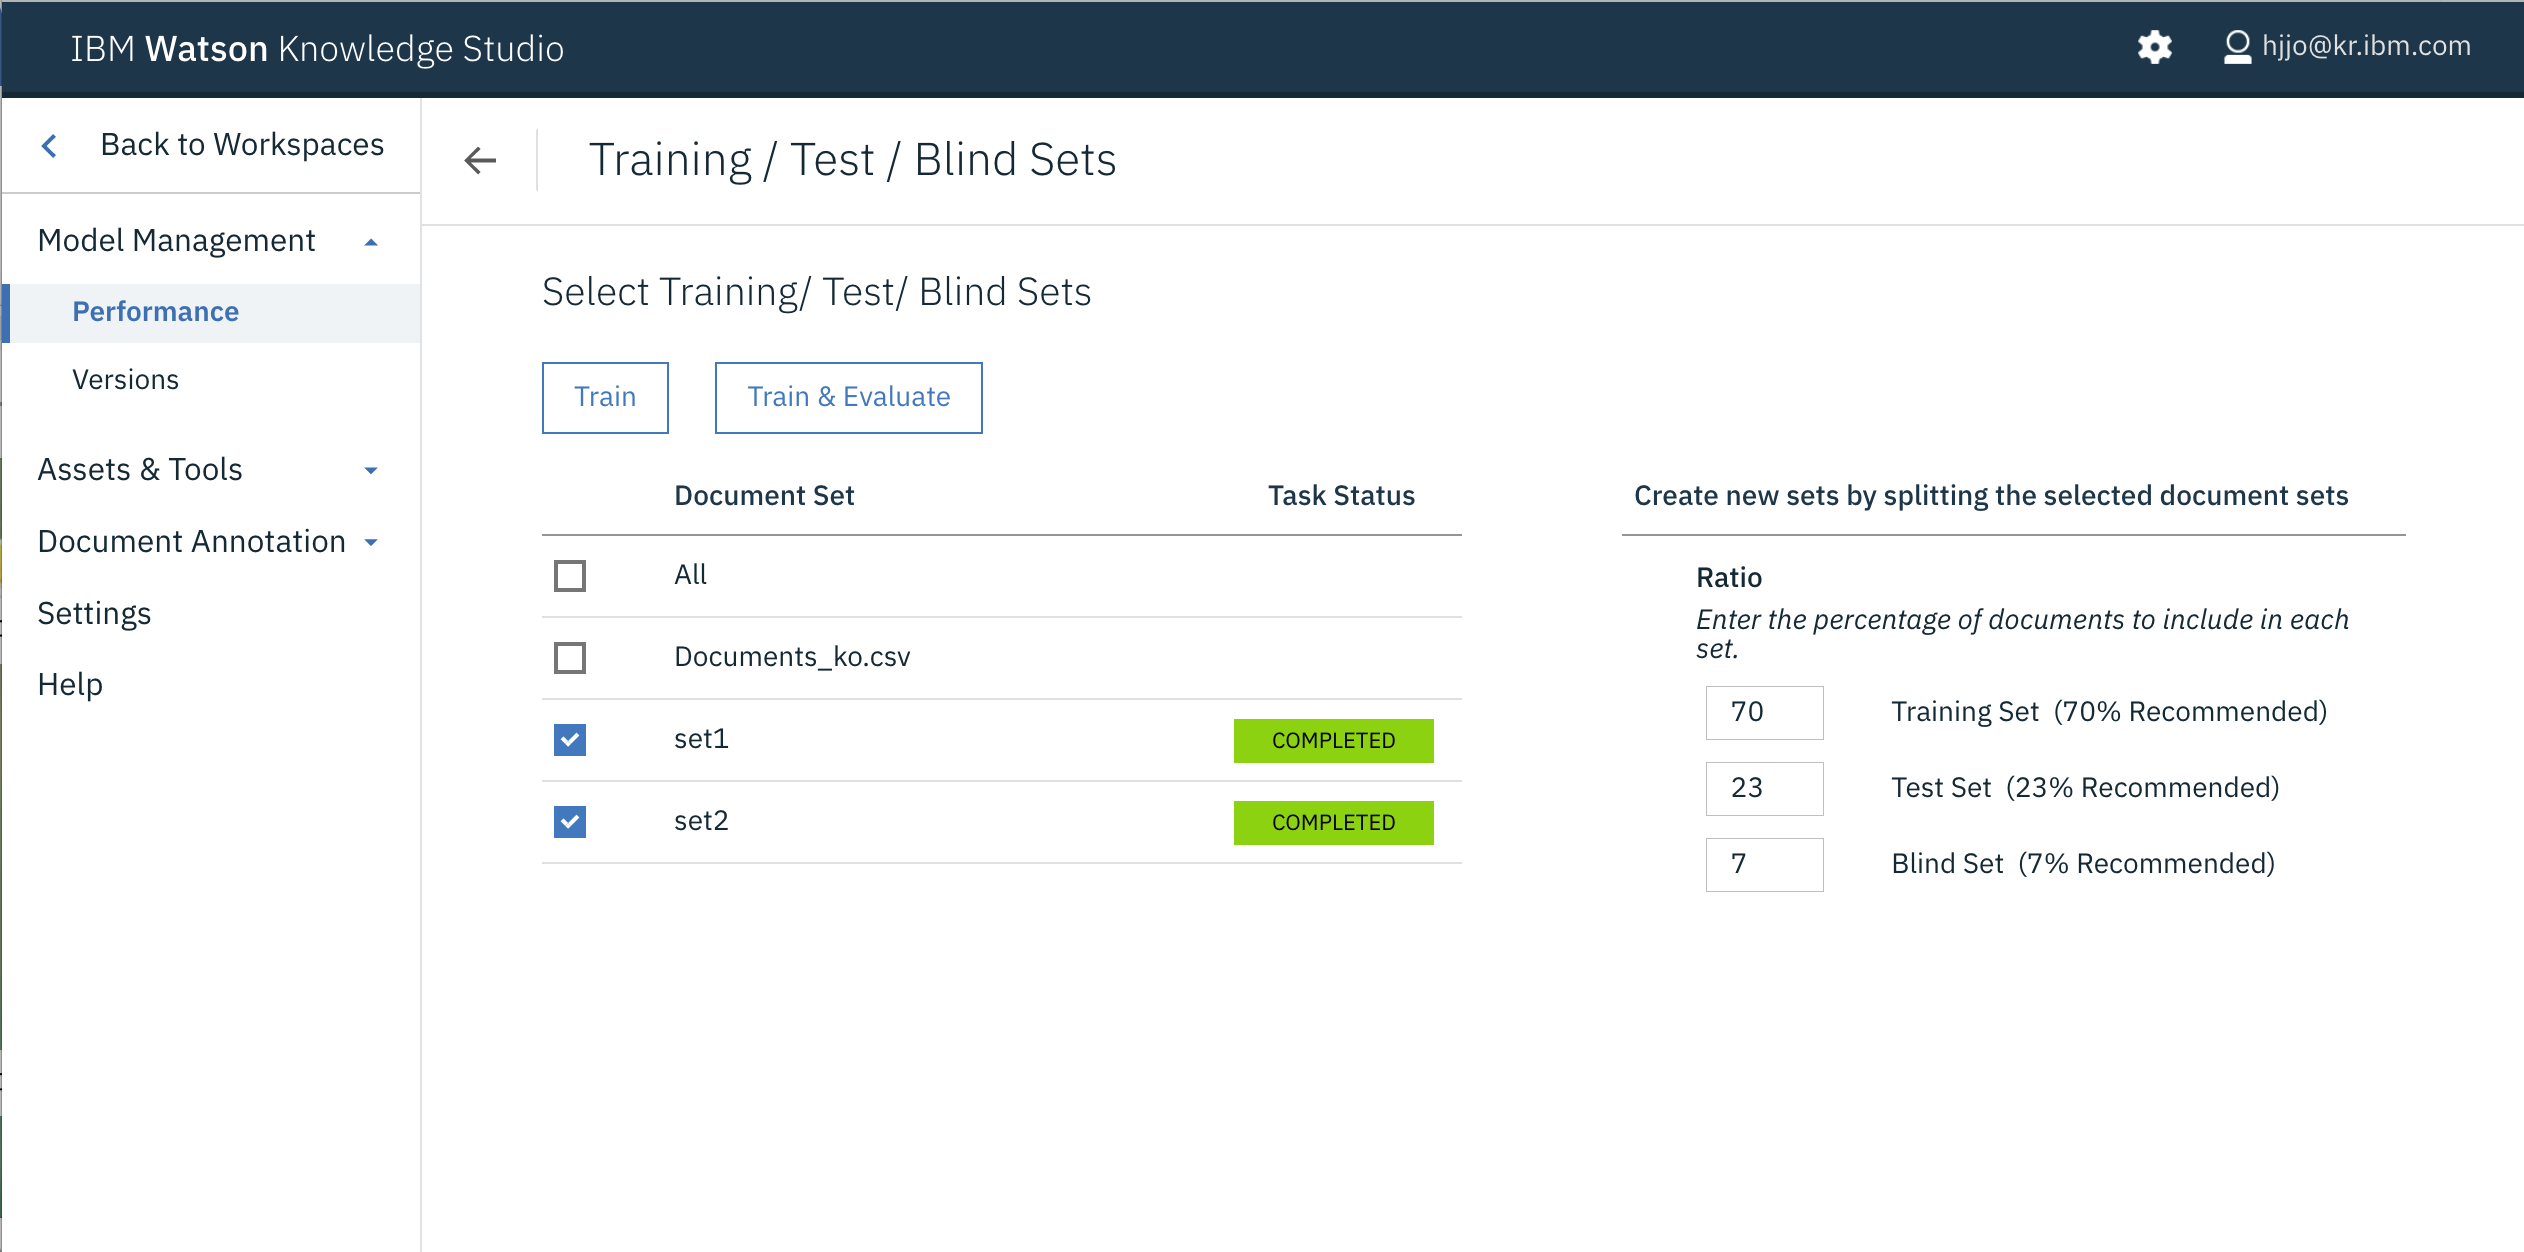 IBM Watson Knowledge Studio
hjjo@kr.ibm.com
Back to Workspaces
Model Management
Performance
Versions
Assets & Tools
Document Annotation
Settings
Help
Training / Test / Blind Sets
Select Training/ Test/ Blind Sets
Train
Train & Evaluate
Document Set
Task Status
All
Documents_ko.csv
set1
COMPLETED
set2
COMPLETED
Create new sets by splitting the selected document sets
Ratio
Enter the percentage of documents to include in each
set.
70
Training Set (70% Recommended)
23
Test Set (23% Recommended)
7
Blind Set (7% Recommended)